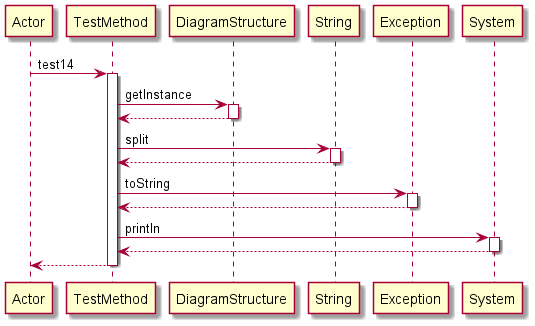 Actor TestMethod DiagramStructure String Exception System
test14
getInstance
split
toString
println
Actor TestMethod DiagramStructure String Exception System